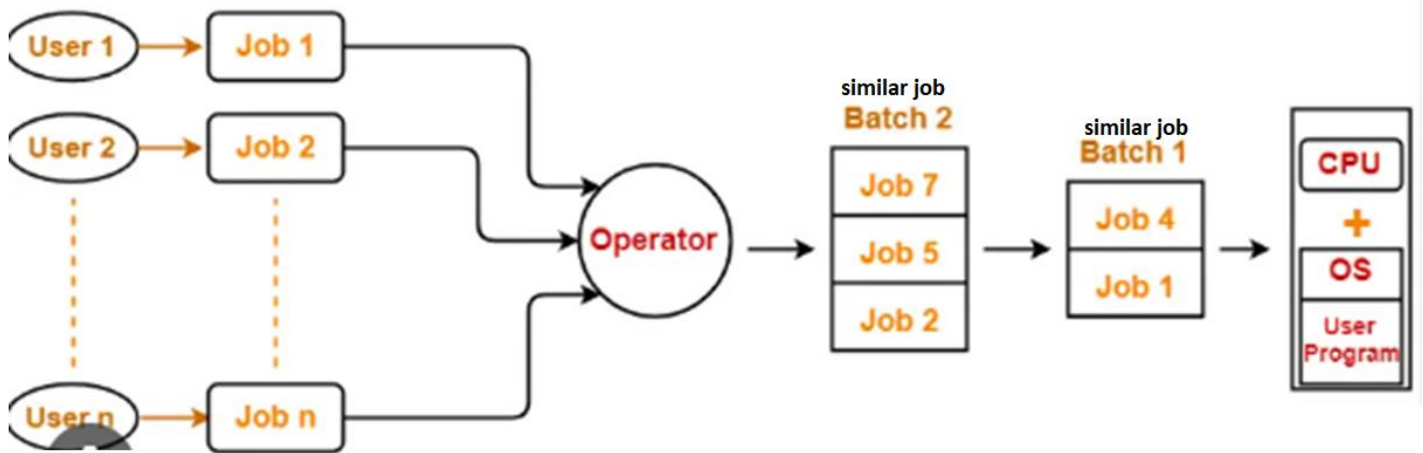 User 1
Job 1
User 2
Job 2
User n
Job n
Operator
similar job
Batch 2
Job 7
Job 5
Job 2
similar job
Batch 1
Job 4
Job 1
CPU
+
OS
User
Program